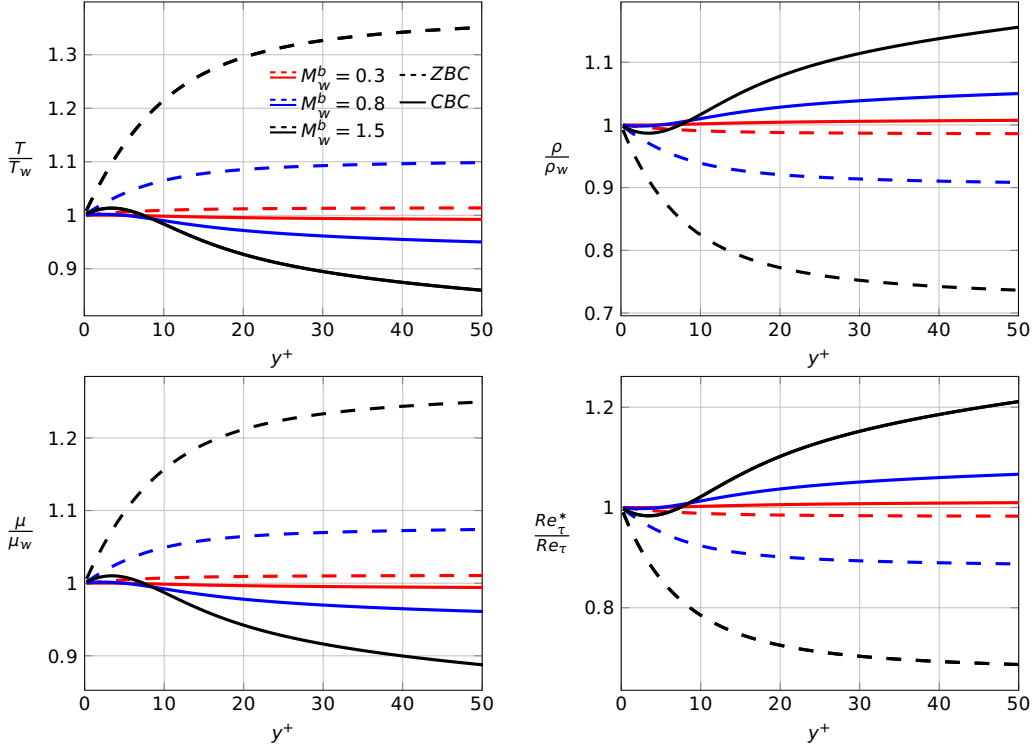 1.3
1.2
1.1
1
0.9
T
T_w
M_w^b = 0.3
M_w^b = 0.8
M_w^b = 1.5
ZBC
CBC
0 10 20 30 40 50
y^+
1.1
1
0.9
0.8
0.7
ρ
ρ_w
0 10 20 30 40 50
y^+
1.2
1.1
1
0.9
μ
μ_w
0 10 20 30 40 50
y^+
1.2
1
0.8
Re_τ^*
Re_τ
0 10 20 30 40 50
y^+